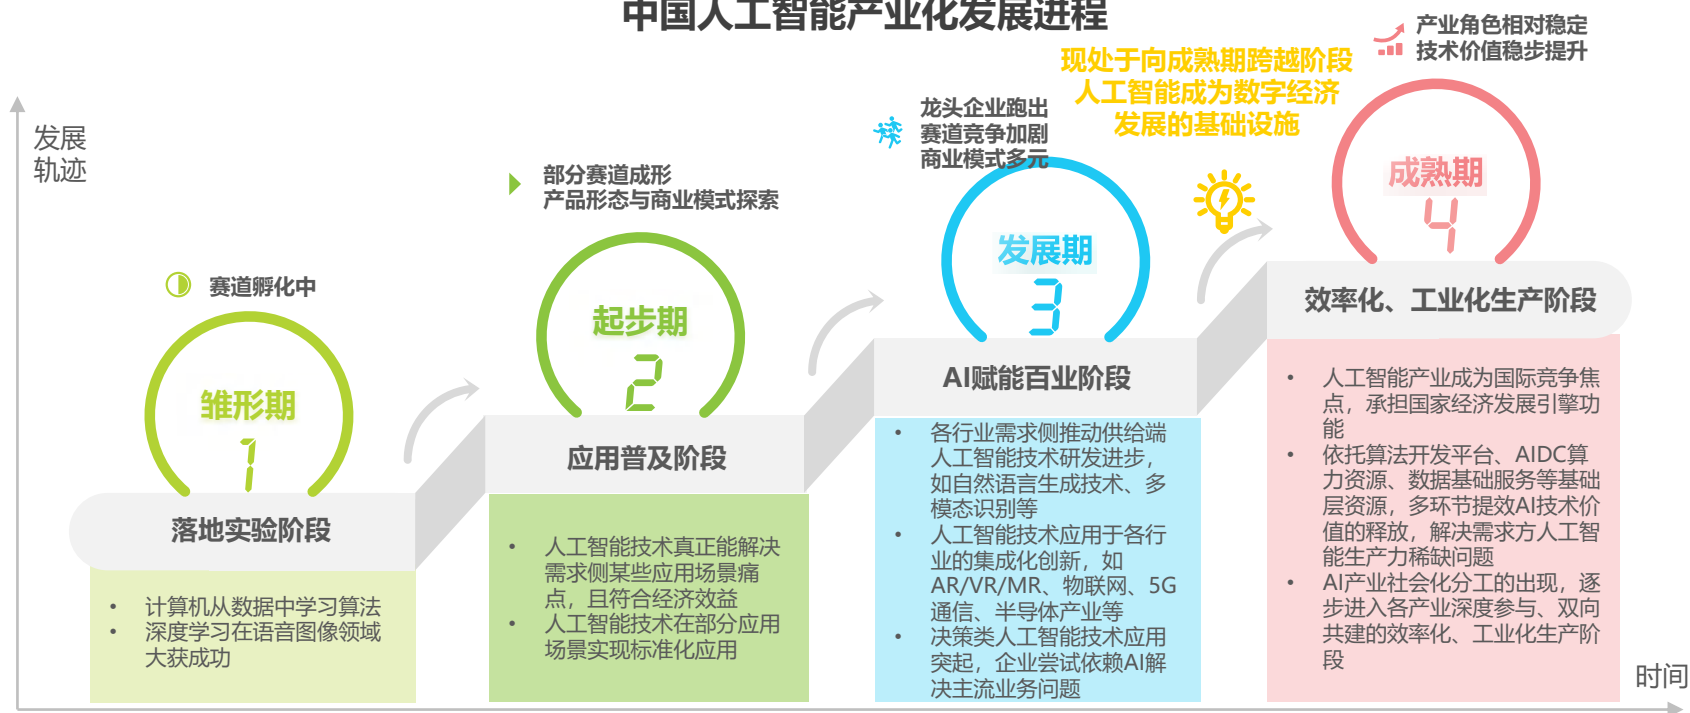 中国人工智能产业化发展进程
发展
轨迹
赛道孵化中
雏形期
1
落地实验阶段
• 计算机从数据中学习算法
• 深度学习在语音图像领域
大获成功
部分赛道成形
产品形态与商业模式探索
起步期
2
应用普及阶段
• 人工智能技术真正能解决
需求侧某些应用场景痛
点，且符合经济效益
• 人工智能技术在部分应用
场景实现标准化应用
龙头企业跑出
赛道竞争加剧
商业模式多元
发展期
3
AI赋能百业阶段
• 各行业需求侧推动供给端
人工智能技术研发进步，
如自然语言生成技术、多
模态识别等
• 人工智能技术应用于各行
业的集成化创新，如
AR/VR/MR、物联网、5G
通信、半导体产业等
• 决策类人工智能技术应用
突起，企业尝试依赖AI解
决主流业务问题
现处于向成熟期跨越阶段
人工智能成为数字经济
发展的基础设施
产业角色相对稳定
技术价值稳步提升
成熟期
4
效率化、工业化生产阶段
• 人工智能产业成为国际竞争焦
点，承担国家经济发展引擎功
能
• 依托算法开发平台、AIDC算
力资源、数据基础服务等基础
层资源，多环节提效AI技术价
值的释放，解决需求方人工智
能生产力稀缺问题
• AI产业社会化分工的出现，逐
步进入各产业深度参与、双向
共建的效率化、工业化生产阶
段
时间